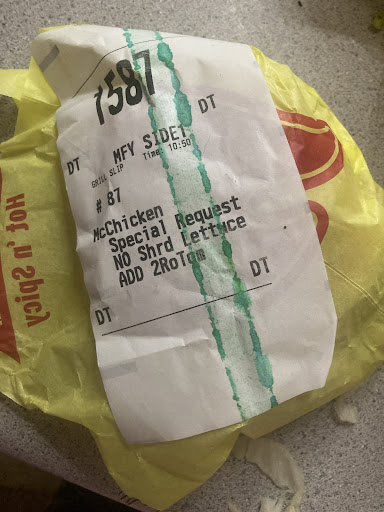 1587
DT
MFY SIDE1
DT
GRILL SLIP Time: 10:50
# 87
McChicken
Special Request
NO Shrd Lettuce
ADD 2RoTom
DT
DT
Hot 'n Spicy